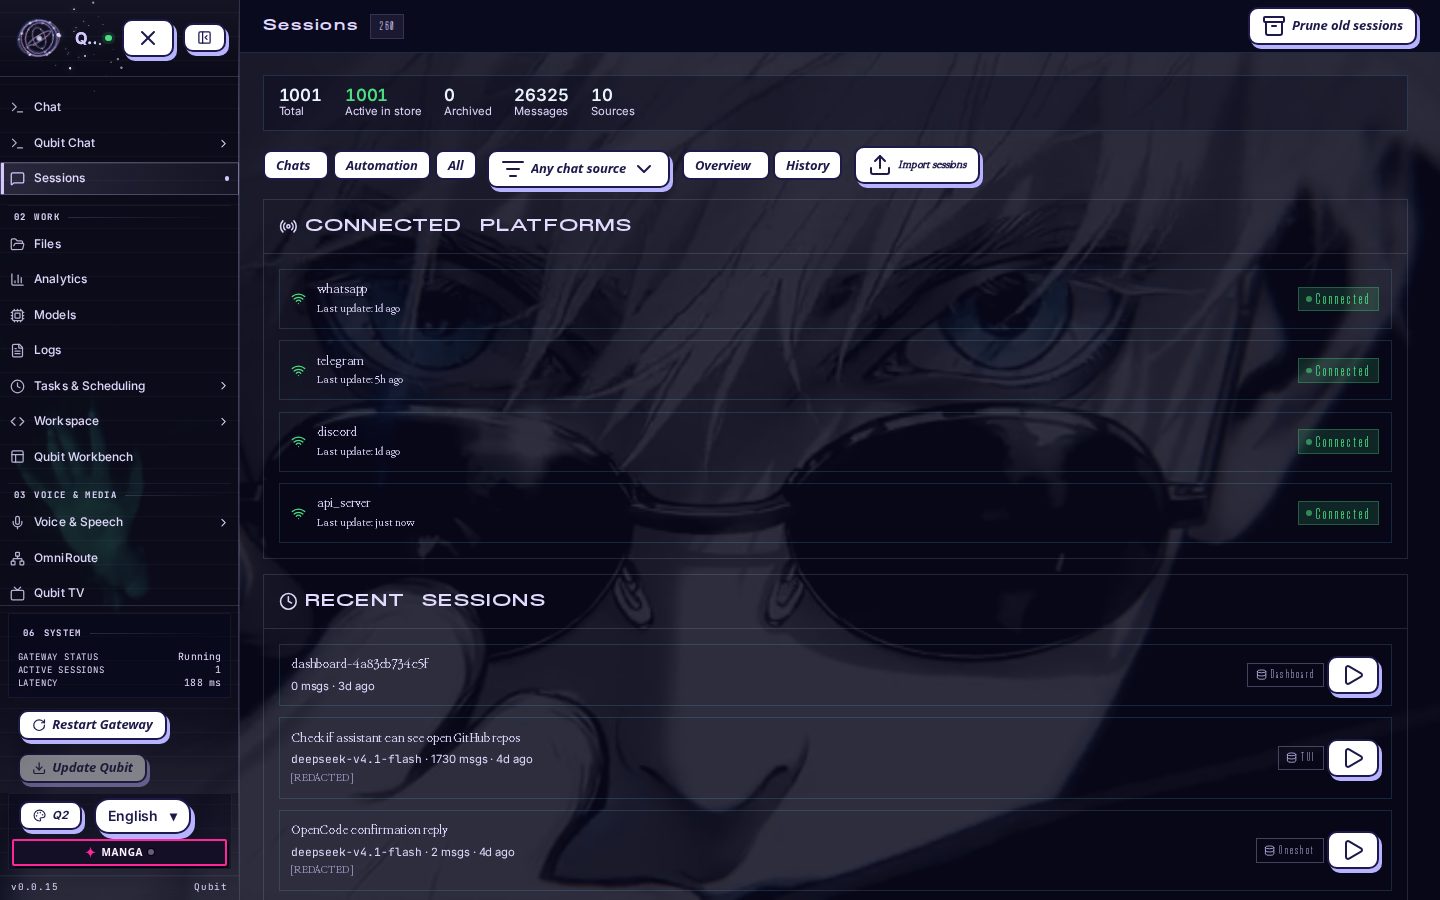 Q...
Chat
Qubit Chat
Sessions
02 WORK
Files
Analytics
Models
Logs
Tasks & Scheduling
Workspace
Qubit Workbench
03 VOICE & MEDIA
Voice & Speech
OmniRoute
Qubit TV
06 SYSTEM
GATEWAY STATUS Running
ACTIVE SESSIONS 1
LATENCY 188 ms
Restart Gateway
Update Qubit
Q2 English
MANGA
v0.0.15 Qubit
Sessions 260
Prune old sessions
1001 1001 0 26325 10
Total Active in store Archived Messages Sources
Chats Automation All Any chat source Overview History Import sessions
CONNECTED PLATFORMS
whatsapp
Last update: 1d ago
Connected
telegram
Last update: 5h ago
Connected
discord
Last update: 1d ago
Connected
api_server
Last update: just now
Connected
RECENT SESSIONS
dashboard-4a83cb734c5f
0 msgs · 3d ago
Dashboard
Check if assistant can see open GitHub repos
deepseek-v4.1-flash · 1730 msgs · 4d ago
[REDACTED]
TUI
OpenCode confirmation reply
deepseek-v4.1-flash · 2 msgs · 4d ago
[REDACTED]
Oneshot